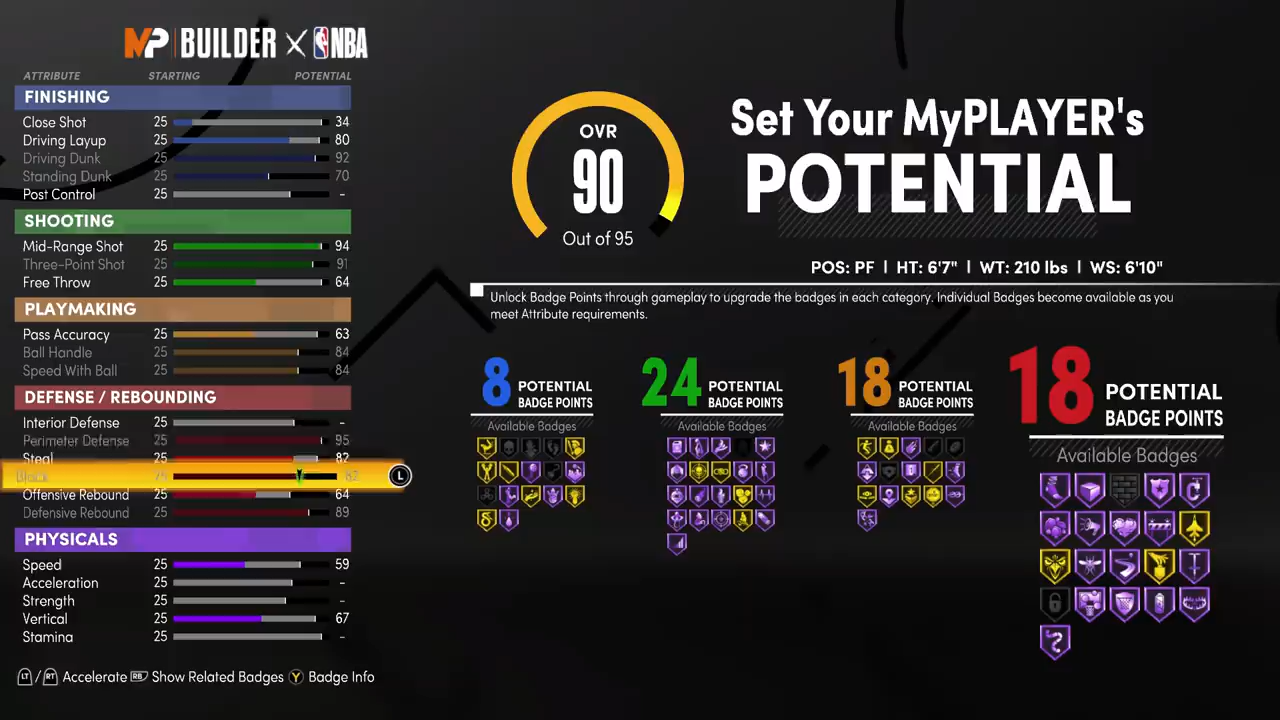 MP | BUILDER X NBA
ATTRIBUTE STARTING POTENTIAL
FINISHING
Close Shot 25 34
Driving Layup 25 80
Driving Dunk 25 92
Standing Dunk 25 70
Post Control 25 -
SHOOTING
Mid-Range Shot 25 94
Three-Point Shot 25 91
Free Throw 25 64
PLAYMAKING
Pass Accuracy 25 63
Ball Handle 25 84
Speed With Ball 25 84
DEFENSE / REBOUNDING
Interior Defense 25 -
Perimeter Defense 25 95
Steal 25 82
Block 25 82
L
Offensive Rebound 25 64
Defensive Rebound 25 89
PHYSICALS
Speed 25 59
Acceleration 25 -
Strength 25 -
Vertical 25 67
Stamina 25 -
LT / RT Accelerate RB Show Related Badges Y Badge Info
OVR
90
Out of 95
Set Your MyPLAYER's
POTENTIAL
POS: PF | HT: 6'7" | WT: 210 lbs | WS: 6'10"
Unlock Badge Points through gameplay to upgrade the badges in each category. Individual Badges become available as you
meet Attribute requirements.
8 POTENTIAL BADGE POINTS
Available Badges
24 POTENTIAL BADGE POINTS
Available Badges
18 POTENTIAL BADGE POINTS
Available Badges
18 POTENTIAL BADGE POINTS
Available Badges